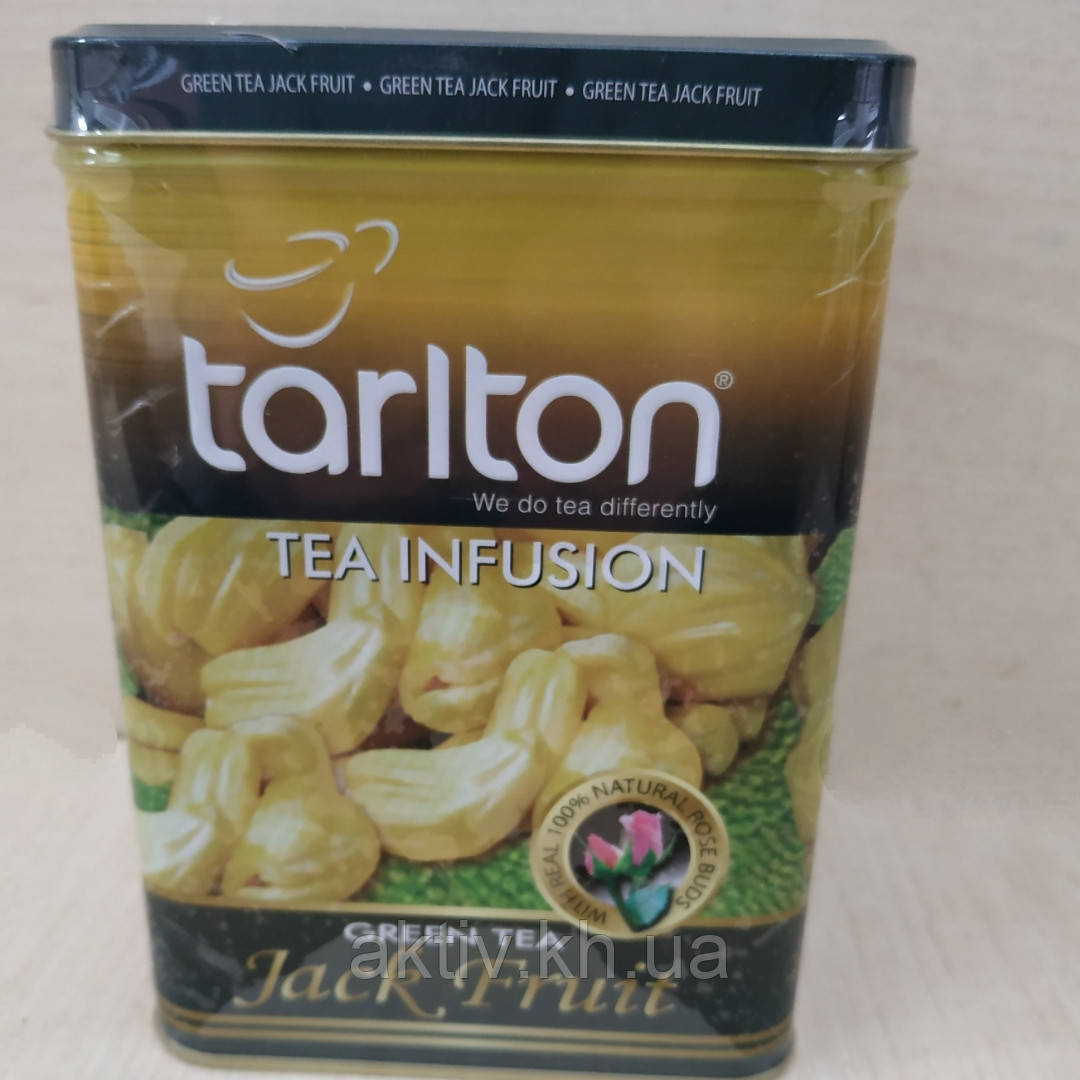 GREEN TEA JACK FRUIT • GREEN TEA JACK FRUIT • GREEN TEA JACK FRUIT
tarlton®
We do tea differently
TEA INFUSION
WITH REAL 100% NATURAL ROSE BUDS
GREEN TEA
aktiv.kh.ua
Jack Fruit